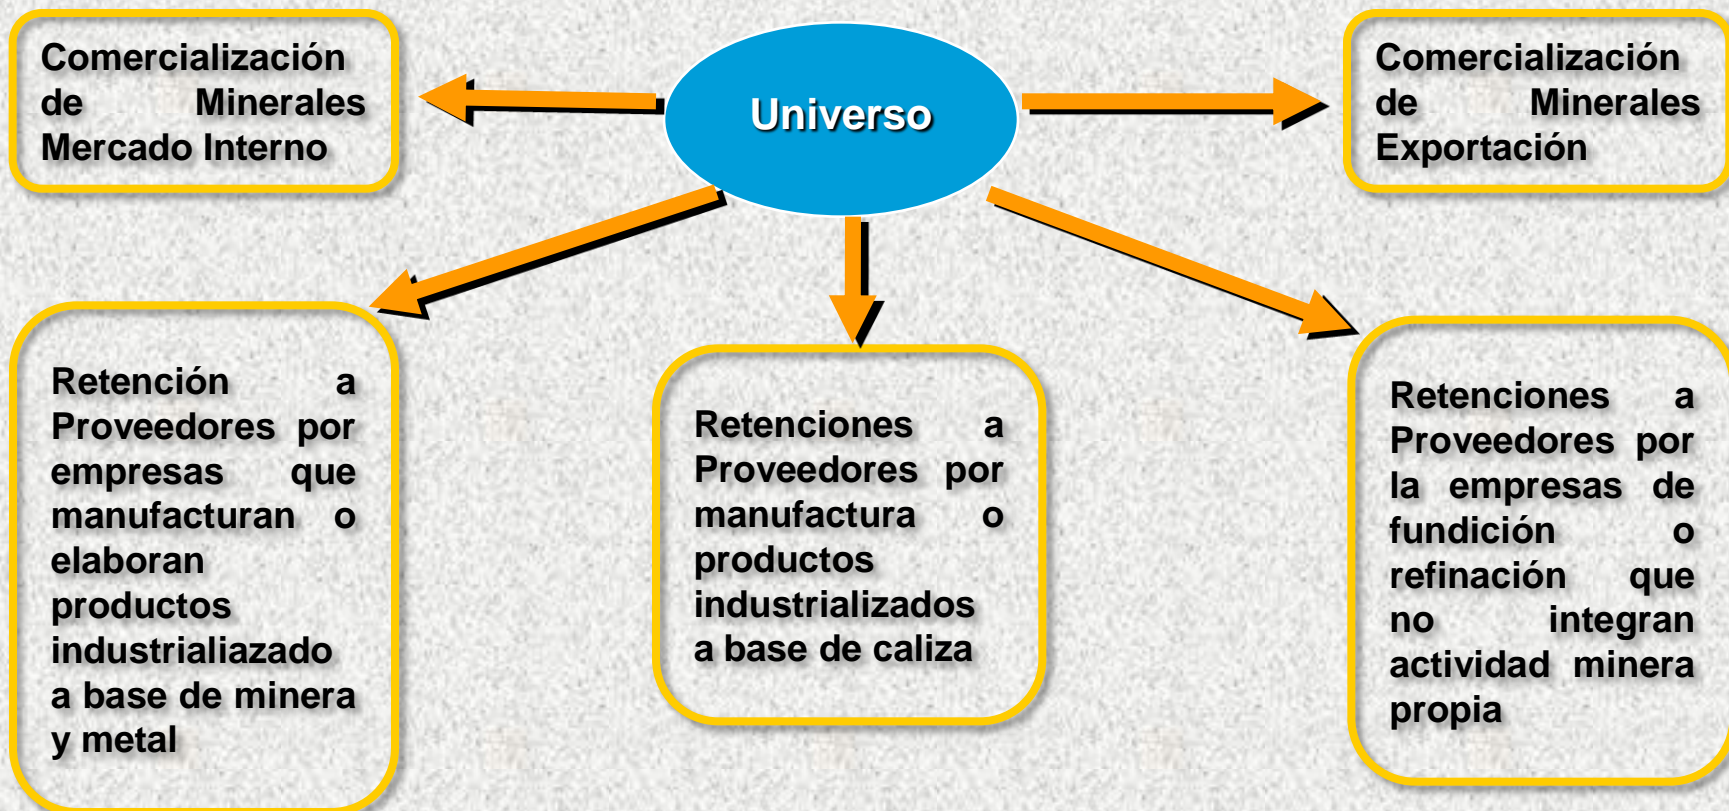 Comercialización
de Minerales
Mercado Interno
Universo
Comercialización
de Minerales
Exportación
Retención a
Proveedores por
empresas que
manufacturan o
elaboran
productos
industrialiazado
a base de minera
y metal
Retenciones a
Proveedores por
manufactura o
productos
industrializados
a base de caliza
Retenciones a
Proveedores por
la empresas de
fundición o
refinación que
no integran
actividad minera
propia